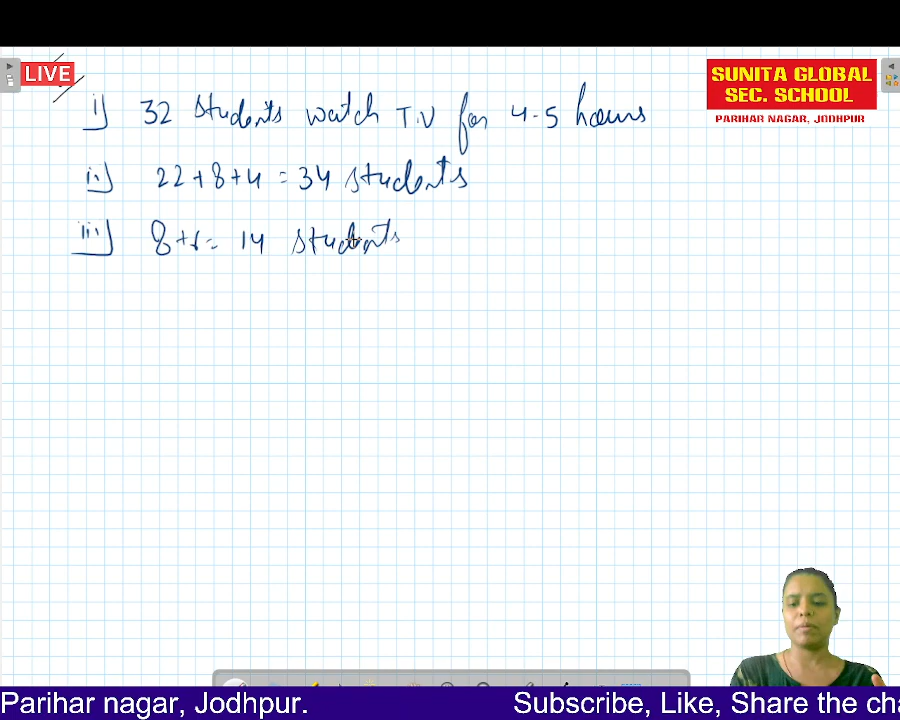 LIVE
SUNITA GLOBAL
SEC. SCHOOL
PARIHAR NAGAR, JODHPUR
i) 32 students watch T.V for 4-5 hours
ii) 22+8+4 = 34 students
iii) 8+6= 14 students
Parihar nagar, Jodhpur. Subscribe, Like, Share the cha